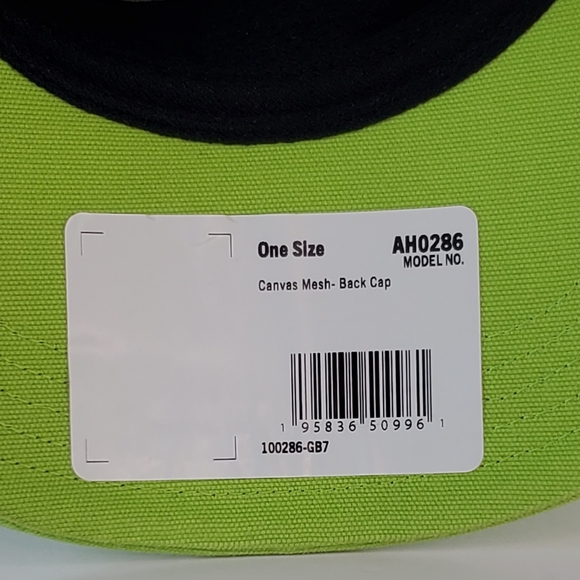 One Size
AH0286
MODEL NO.
Canvas Mesh- Back Cap
1 95836 50996 1
100286-GB7